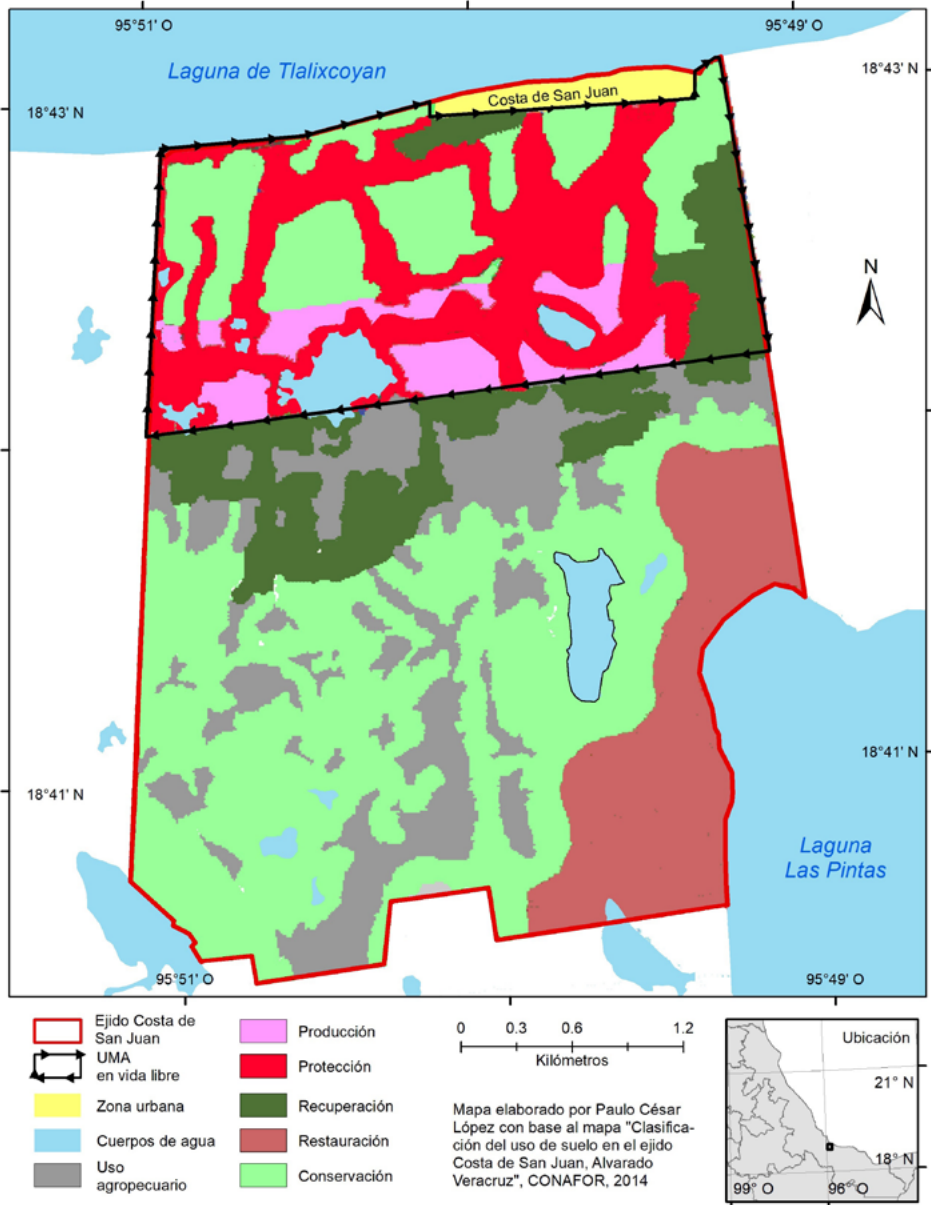 95°51' O
95°49' O
Laguna de Tlalixcoyan
18°43' N
Costa de San Juan
18°43' N
N
18°41' N
18°41' N
Laguna
Las Pintas
95°51' O
95°49' O
Ejido Costa de
San Juan
UMA
en vida libre
Zona urbana
Cuerpos de agua
Uso
agropecuario
Producción
Protección
Recuperación
Restauración
Conservación
0 0.3 0.6 1.2
Kilómetros
Mapa elaborado por Paulo César
López con base al mapa "Clasifica-
ción del uso de suelo en el ejido
Costa de San Juan, Alvarado
Veracruz", CONAFOR, 2014
Ubicación
21° N
18° N
99° O
96° O